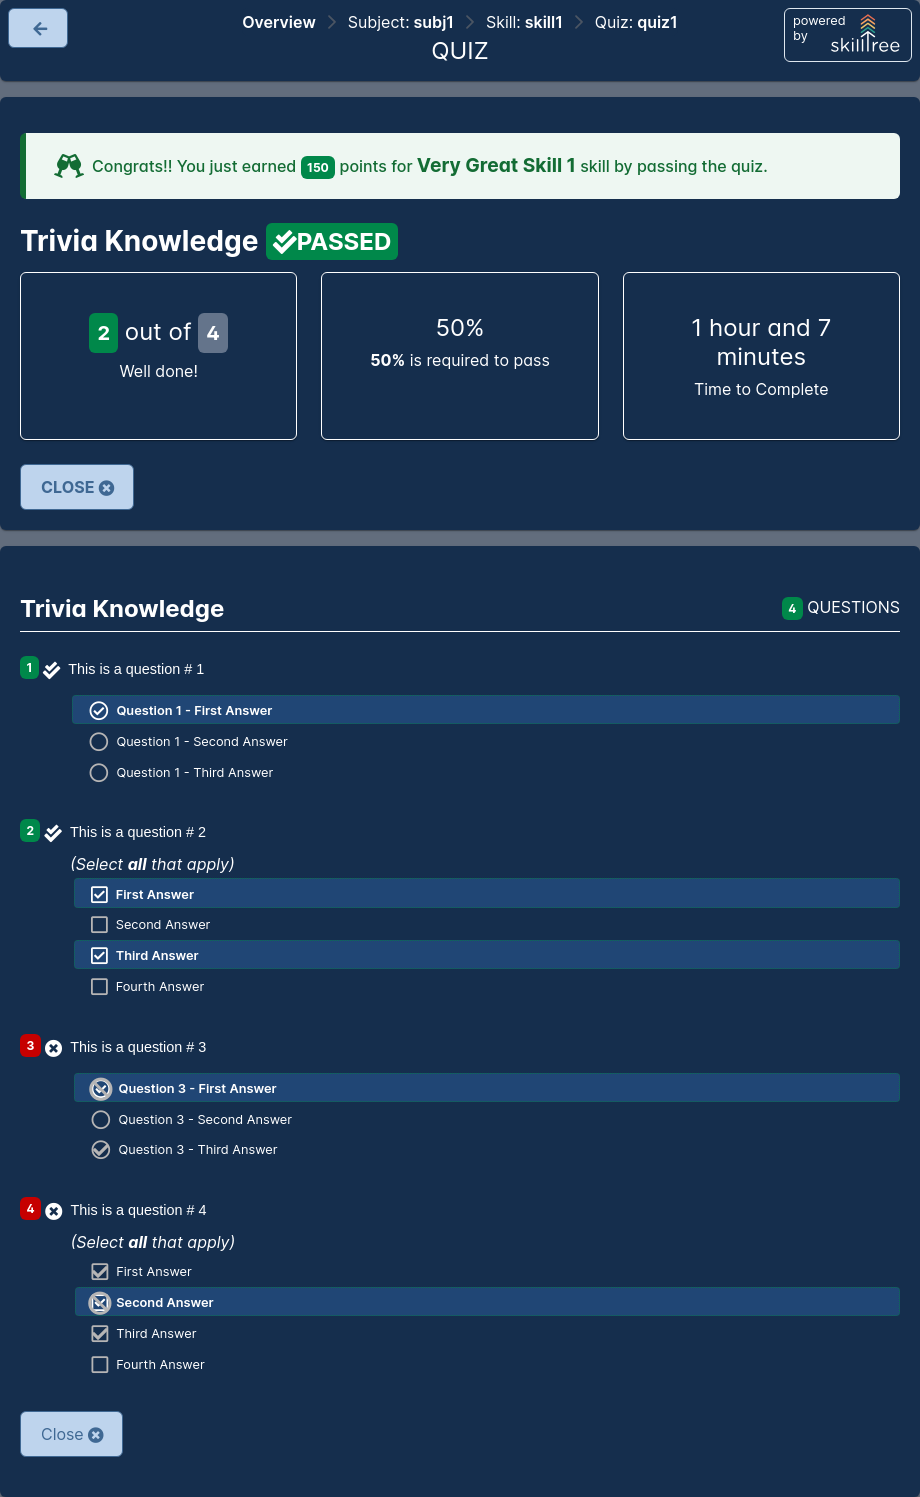 Overview Subject: subj1 Skill: skill1 Quiz: quiz1
QUIZ
powered by skilltree
Congrats!! You just earned 150 points for Very Great Skill 1 skill by passing the quiz.
Trivia Knowledge PASSED
2 out of 4
Well done!
50%
50% is required to pass
1 hour and 7
minutes
Time to Complete
CLOSE
Trivia Knowledge
4 QUESTIONS
1 This is a question # 1
Question 1 - First Answer
Question 1 - Second Answer
Question 1 - Third Answer
2 This is a question # 2
(Select all that apply)
First Answer
Second Answer
Third Answer
Fourth Answer
3 This is a question # 3
Question 3 - First Answer
Question 3 - Second Answer
Question 3 - Third Answer
4 This is a question # 4
(Select all that apply)
First Answer
Second Answer
Third Answer
Fourth Answer
Close